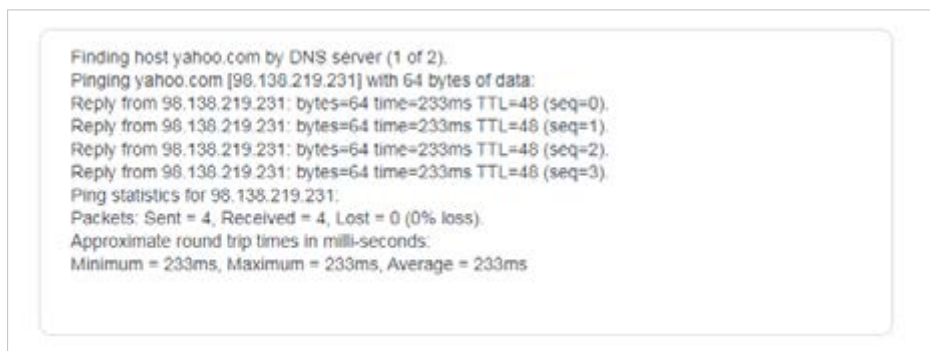 Finding host yahoo.com by DNS server (1 of 2).
Pinging yahoo.com [98.138.219.231] with 64 bytes of data:
Reply from 98.138.219.231: bytes=64 time=233ms TTL=48 (seq=0).
Reply from 98.138.219.231: bytes=64 time=233ms TTL=48 (seq=1).
Reply from 98.138.219.231: bytes=64 time=233ms TTL=48 (seq=2).
Reply from 98.138.219.231: bytes=64 time=233ms TTL=48 (seq=3).
Ping statistics for 98.138.219.231:
Packets: Sent = 4, Received = 4, Lost = 0 (0% loss).
Approximate round trip times in milli-seconds:
Minimum = 233ms, Maximum = 233ms, Average = 233ms